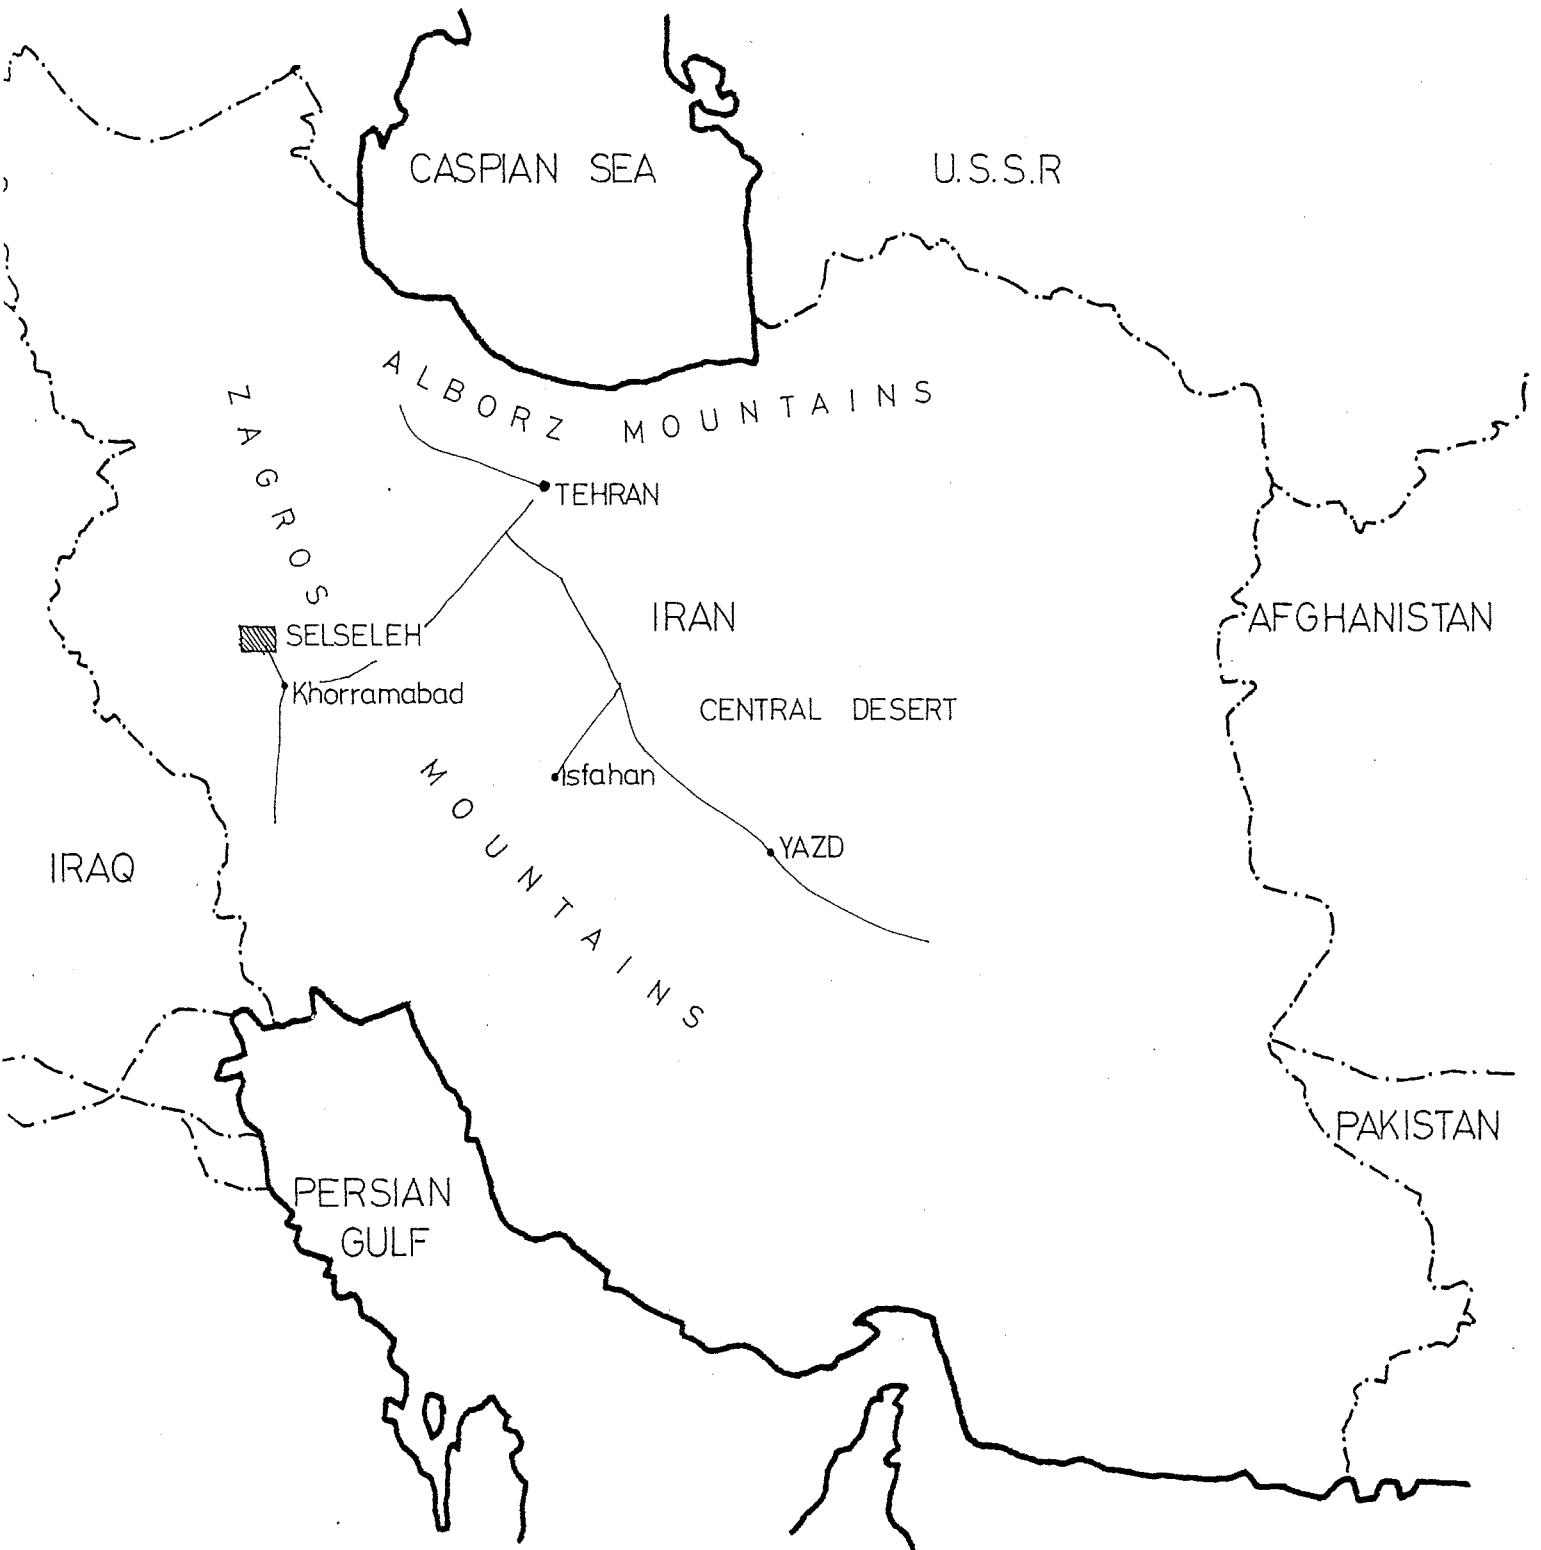 CASPIAN SEA
U.S.S.R
ALBORZ MOUNTAINS
ZAGROS MOUNTAINS
TEHRAN
IRAN
SELSELEH
AFGHANISTAN
Khorramabad
CENTRAL DESERT
Isfahan
YAZD
IRAQ
PAKISTAN
PERSIAN
GULF